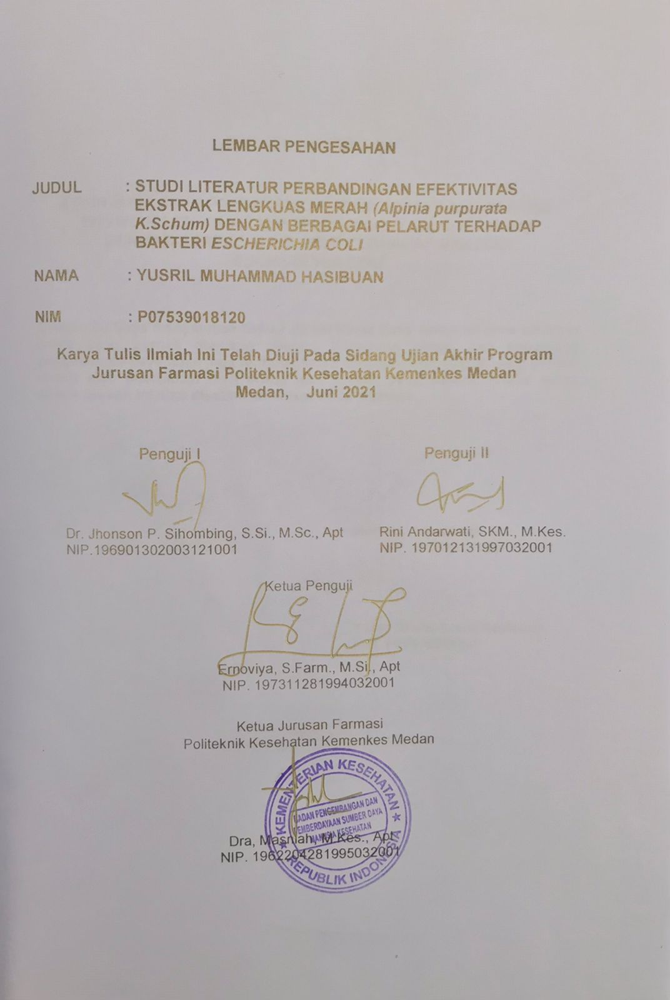 LEMBAR PENGESAHAN
JUDUL : STUDI LITERATUR PERBANDINGAN EFEKTIVITAS
EKSTRAK LENGKUAS MERAH (Alpinia purpurata
K.Schum) DENGAN BERBAGAI PELARUT TERHADAP
BAKTERI ESCHERICHIA COLI
NAMA : YUSRIL MUHAMMAD HASIBUAN
NIM : P07539018120
Karya Tulis Ilmiah Ini Telah Diuji Pada Sidang Ujian Akhir Program
Jurusan Farmasi Politeknik Kesehatan Kemenkes Medan
Medan, Juni 2021
Penguji I
Penguji II
Dr. Jhonson P. Sihombing, S.Si., M.Sc., Apt
NIP.196901302003121001
Rini Andarwati, SKM., M.Kes.
NIP. 197012131997032001
Ketua Penguji
Ernoviya, S.Farm., M.Si., Apt
NIP. 197311281994032001
Ketua Jurusan Farmasi
Politeknik Kesehatan Kemenkes Medan
KEMENTERIAN KESEHATAN
BADAN PENGEMBANGAN DAN
PEMBERDAYAAN SUMBER DAYA
MANUSIA KESEHATAN
REPUBLIK INDONESIA
Dra, Masniah, M.Kes., Apt
NIP. 1962204281995032001